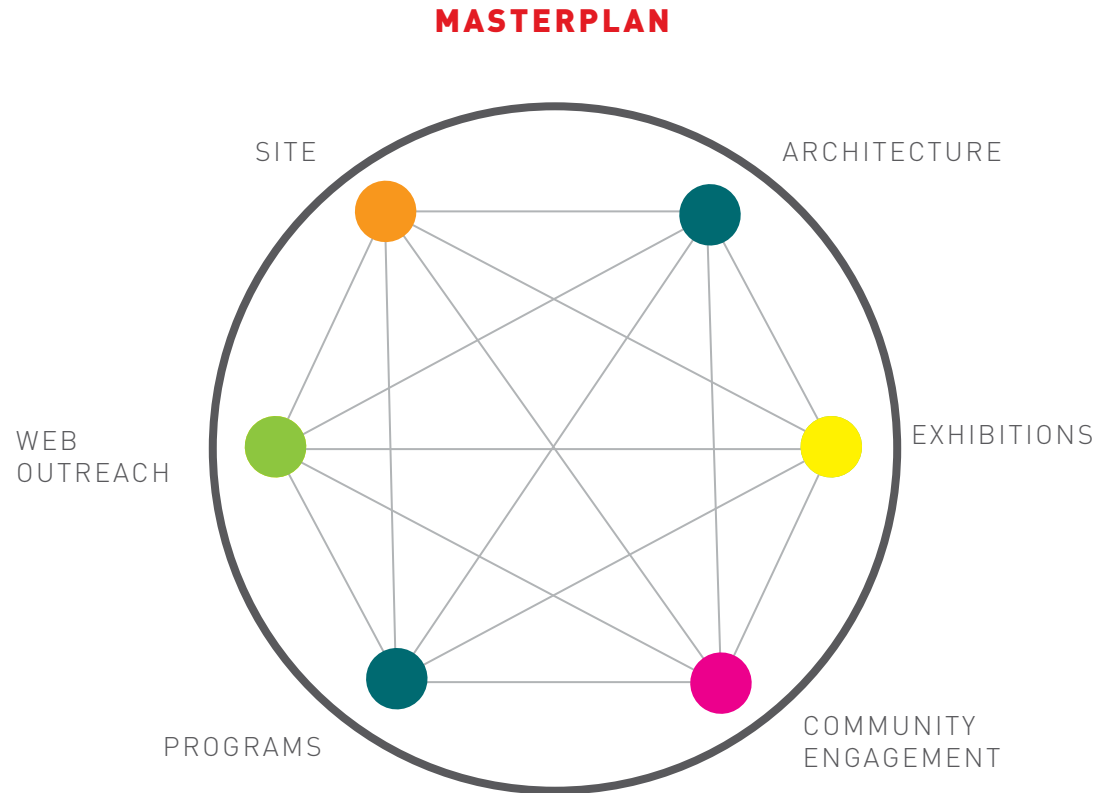 MASTERPLAN
SITE
ARCHITECTURE
WEB
OUTREACH
EXHIBITIONS
PROGRAMS
COMMUNITY
ENGAGEMENT